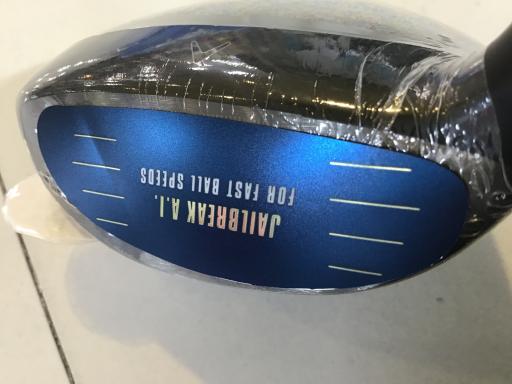 JAILBREAK A.I.
FOR FAST BALL SPEEDS